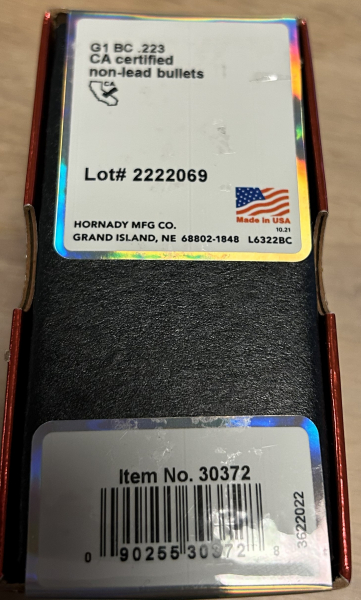 G1 BC .223
CA certified
non-lead bullets
CA
Lot# 2222069
Made in USA
10.21
HORNADY MFG CO.
GRAND ISLAND, NE 68802-1848 L6322BC
Item No. 30372
0 90255 30372 8
3622022